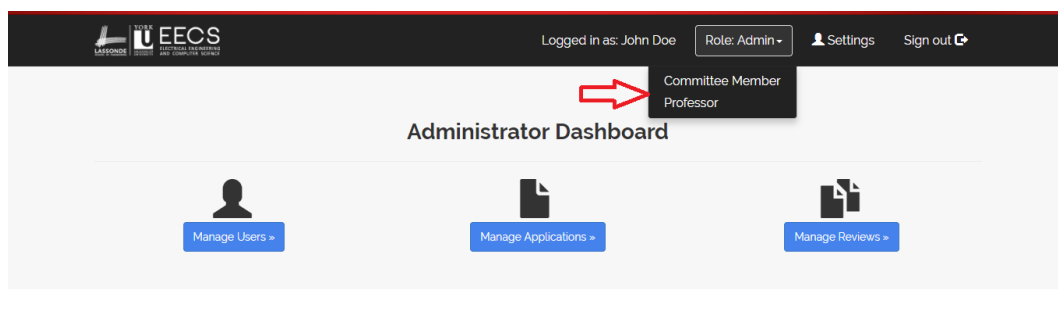 LASSONDE
YORK
U
EECS
ELECTRICAL ENGINEERING
AND COMPUTER SCIENCE
Logged in as: John Doe
Role: Admin
Settings
Sign out
Committee Member
Professor
Administrator Dashboard
Manage Users »
Manage Applications »
Manage Reviews »